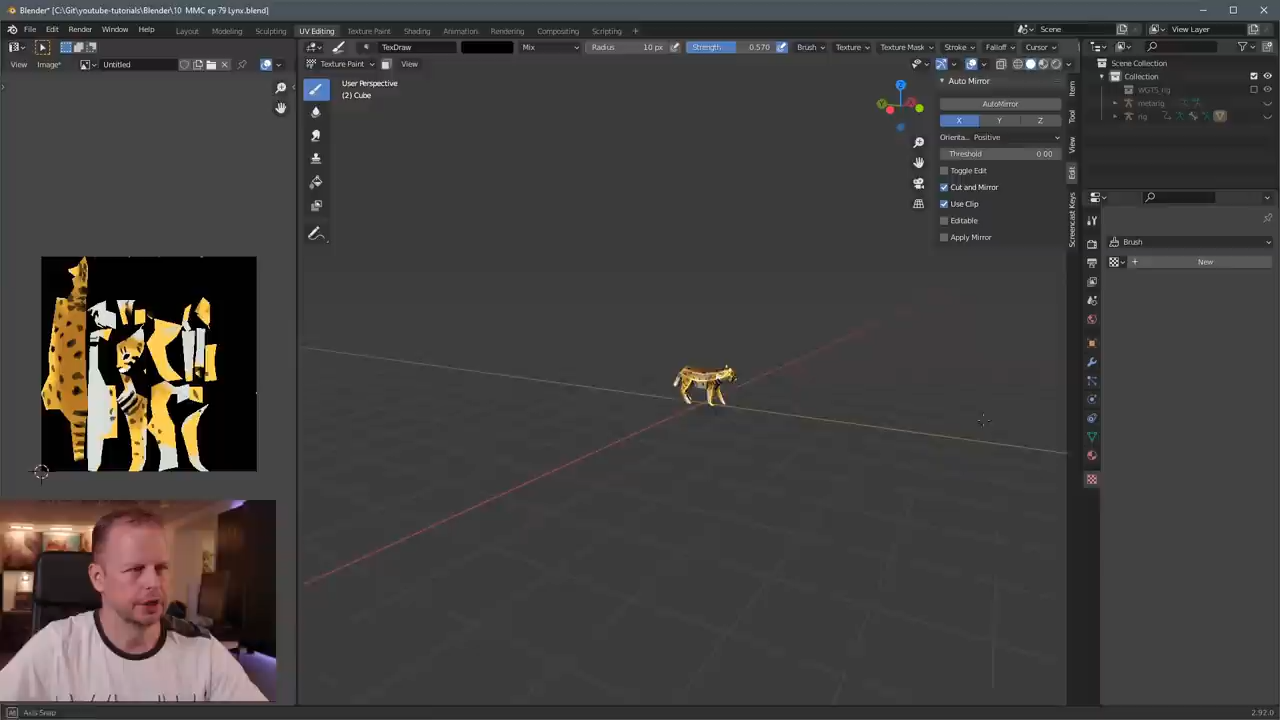 Blender* [C:\Git\youtube-tutorials\Blender\10 MMC ep 79 Lynx.blend]
File Edit Render Window Help Layout Modeling Sculpting UV Editing Texture Paint Shading Animation Rendering Compositing Scripting + Scene View Layer
TexDraw Mix Radius 10 px Strength 0.570 Brush Texture Texture Mask Stroke Falloff Cursor
View Image* Untitled Texture Paint View
User Perspective
(2) Cube
Auto Mirror
AutoMirror
X Y Z
Orienta... Positive
Threshold 0.00
Toggle Edit
Cut and Mirror
Use Clip
Editable
Apply Mirror
Item
Tool
View
Edit
Screencast Keys
Z
Scene Collection
Collection
WGTS_rig
metarig
rig
Brush
+ New
Axis Snap
2.92.0